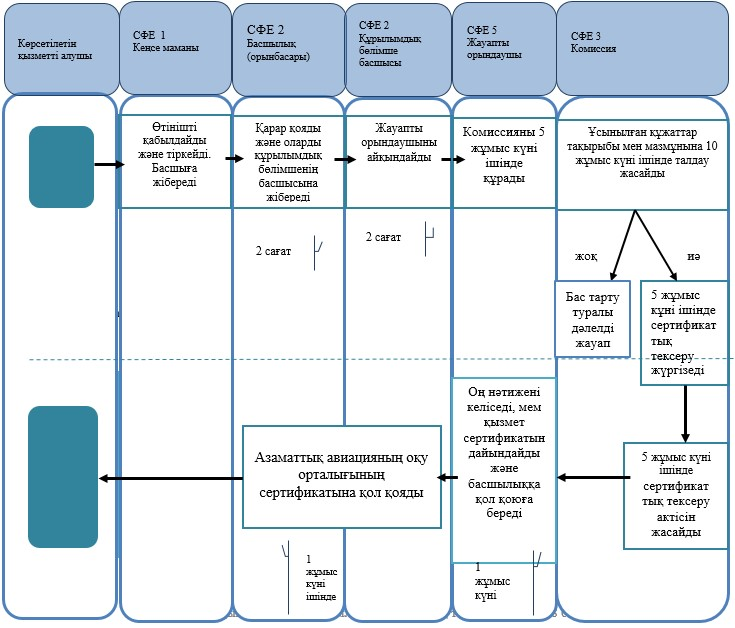 Көрсетілетін
қызметті алушы
СФЕ 1
Кеңсе маманы
СФЕ 2
Басшылық
(орынбасары)
СФЕ 2
Құрылымдық
бөлімше
басшысы
СФЕ 5
Жауапты
орындаушы
СФЕ 3
Комиссия
Өтінішті
қабылдайды
және тіркейді.
Басшыға
жібереді
Қарар қояды
және оларды
құрылымдық
бөлімшенің
басшысына
жібереді
Жауапты
орындаушыны
айқындайды
Комиссияны 5
жұмыс күні
ішінде
құрады
Ұсынылған құжаттар
тақырыбы мен мазмұнына 10
жұмыс күні ішінде талдау
жасайды
2 сағат
2 сағат
жоқ
иә
Бас тарту
туралы
дәлелді
жауап
5 жұмыс
күні ішінде
сертификат
тық
тексеру
жүргізеді
Оң нәтижені
келіседі, мем
қызмет
сертификатын
дайындайды
және
басшылыққа
қол қоюға
береді
Азаматтық авиацияның оқу
орталығының
сертификатына қол қояды
5 жұмыс күні
ішінде
сертификат
тық тексеру
актісін
жасайды
1
жұмыс
күні
ішінде
1
жұмыс
күні